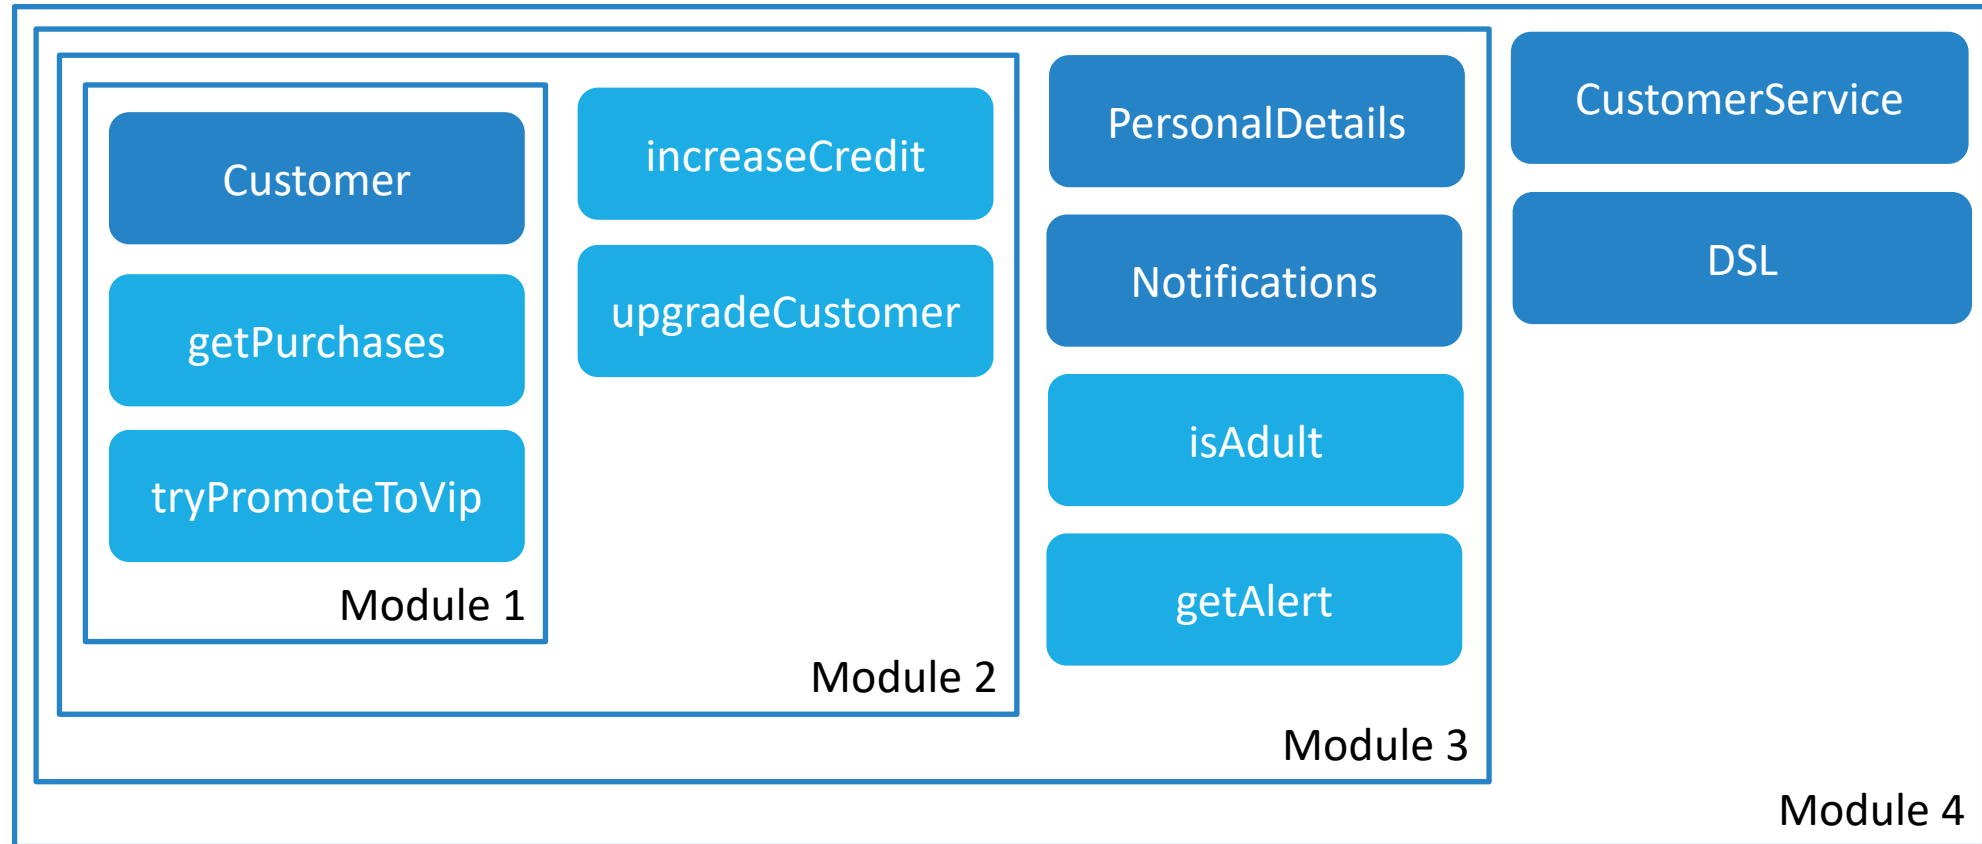 Customer
getPurchases
tryPromoteToVip
Module 1
increaseCredit
upgradeCustomer
Module 2
PersonalDetails
Notifications
isAdult
getAlert
Module 3
CustomerService
DSL
Module 4